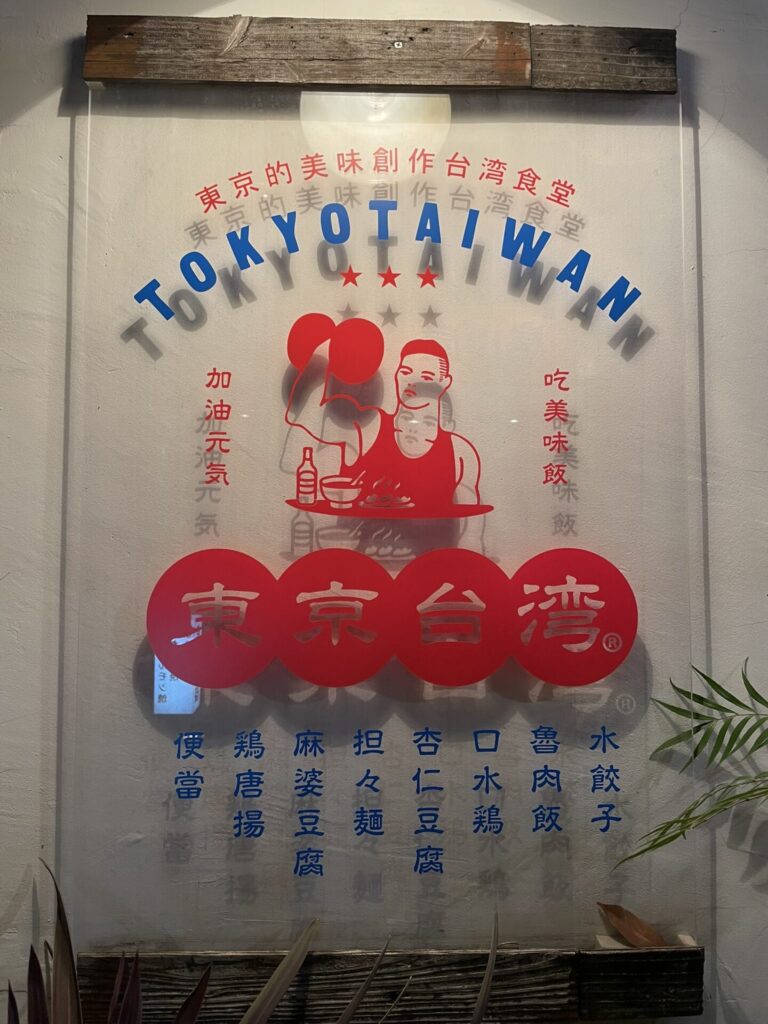 東京的美味創作台湾食堂
TOKYOTAIWAN
加油元気
吃美味飯
東京台湾®
水餃子
魯肉飯
口水鶏
杏仁豆腐
担々麺
麻婆豆腐
鶏唐揚
便當